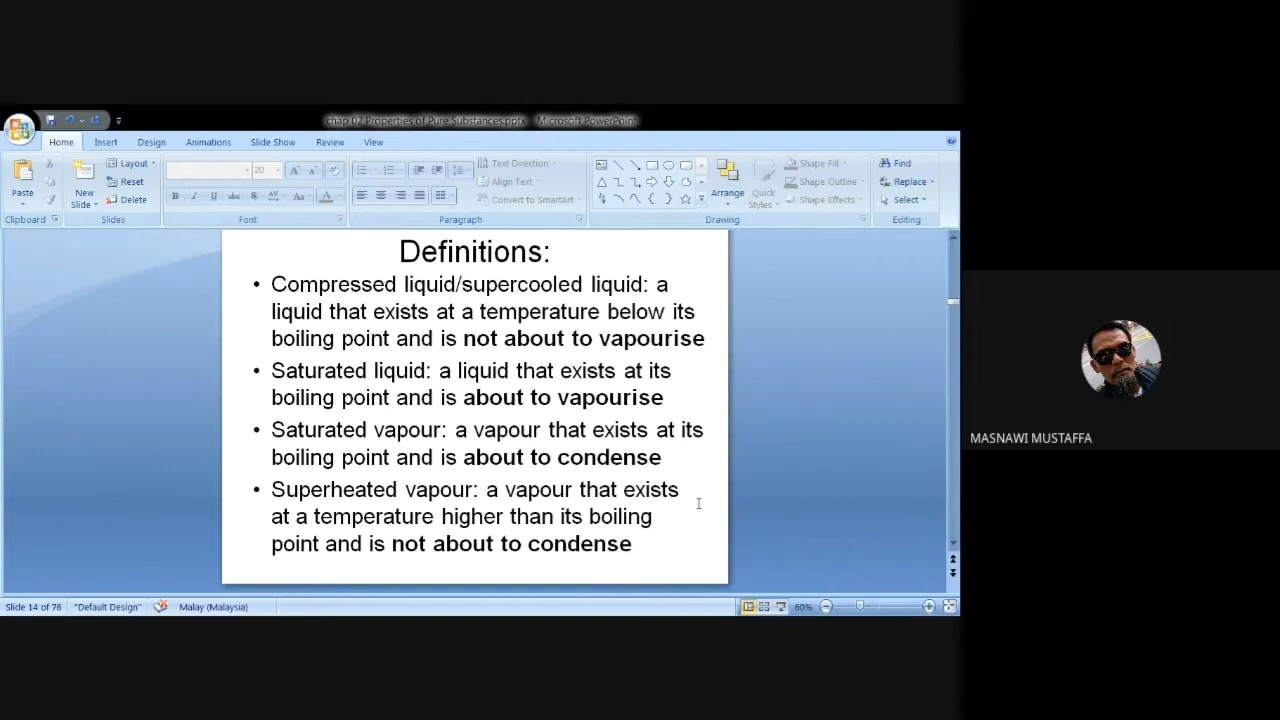 chap 02 Properties of Pure Substances.pptx - Microsoft PowerPoint
Home Insert Design Animations Slide Show Review View
Paste
New Slide
Layout
Reset
Delete
20
Text Direction
Align Text
Convert to SmartArt
Arrange
Quick Styles
Shape Fill
Shape Outline
Shape Effects
Find
Replace
Select
Clipboard Slides Font Paragraph Drawing Editing
Definitions:
• Compressed liquid/supercooled liquid: a
liquid that exists at a temperature below its
boiling point and is not about to vapourise
• Saturated liquid: a liquid that exists at its
boiling point and is about to vapourise
• Saturated vapour: a vapour that exists at its
boiling point and is about to condense
• Superheated vapour: a vapour that exists
at a temperature higher than its boiling
point and is not about to condense
MASNAWI MUSTAFFA
Slide 14 of 76 "Default Design" Malay (Malaysia) 60%